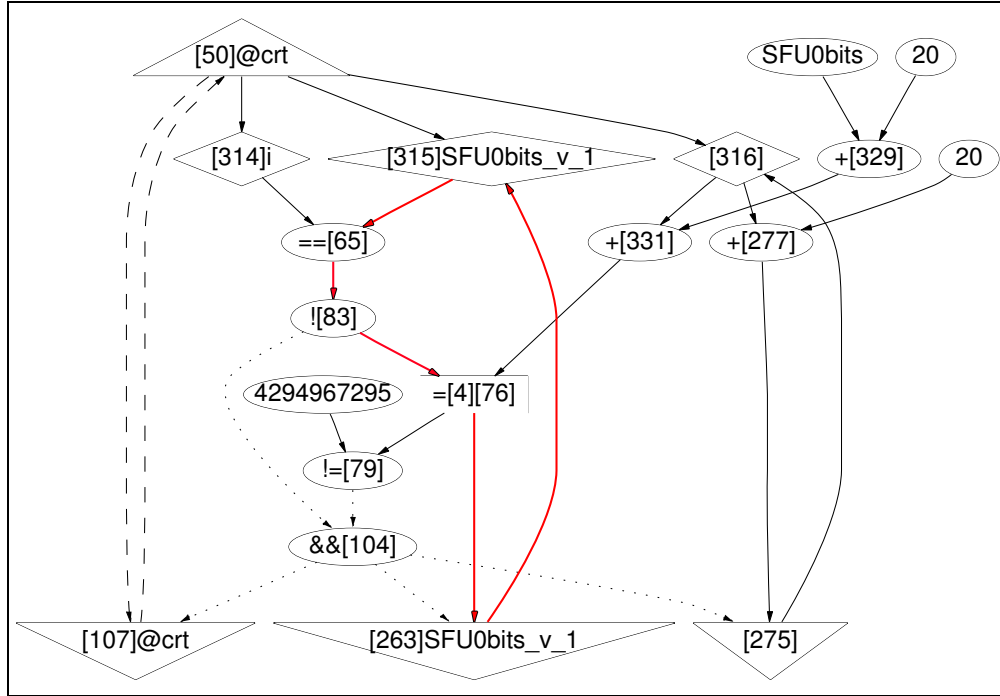 [50]@crt
SFU0bits
20
[314]i
[315]SFU0bits_v_1
[316]
+[329]
20
==[65]
+[331]
+[277]
![83]
4294967295
=[4][76]
!=[79]
&&[104]
[107]@crt
[263]SFU0bits_v_1
[275]